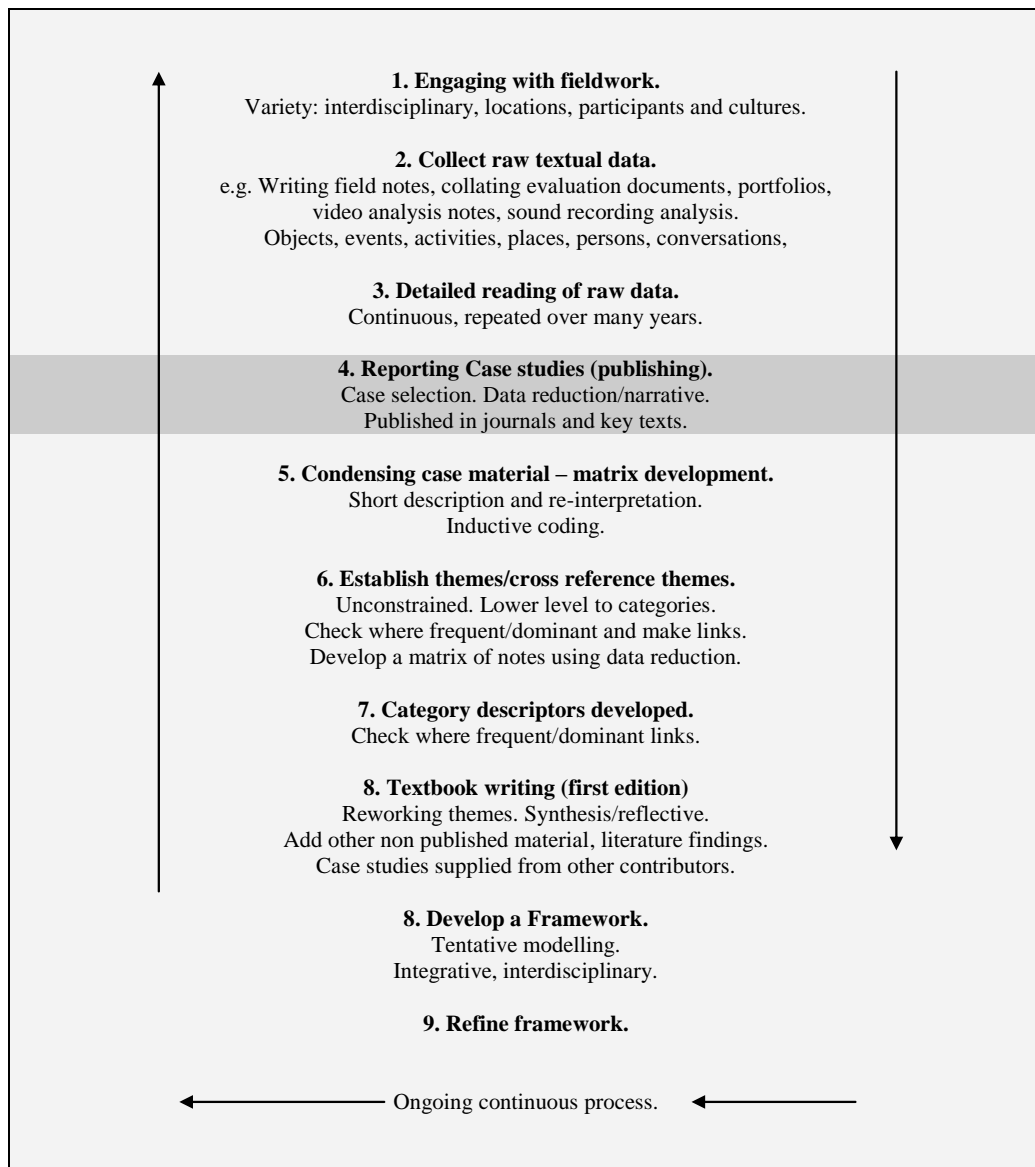 1. Engaging with fieldwork.
Variety: interdisciplinary, locations, participants and cultures.
2. Collect raw textual data.
e.g. Writing field notes, collating evaluation documents, portfolios,
video analysis notes, sound recording analysis.
Objects, events, activities, places, persons, conversations,
3. Detailed reading of raw data.
Continuous, repeated over many years.
4. Reporting Case studies (publishing).
Case selection. Data reduction/narrative.
Published in journals and key texts.
5. Condensing case material – matrix development.
Short description and re-interpretation.
Inductive coding.
6. Establish themes/cross reference themes.
Unconstrained. Lower level to categories.
Check where frequent/dominant and make links.
Develop a matrix of notes using data reduction.
7. Category descriptors developed.
Check where frequent/dominant links.
8. Textbook writing (first edition)
Reworking themes. Synthesis/reflective.
Add other non published material, literature findings.
Case studies supplied from other contributors.
8. Develop a Framework.
Tentative modelling.
Integrative, interdisciplinary.
9. Refine framework.
Ongoing continuous process.